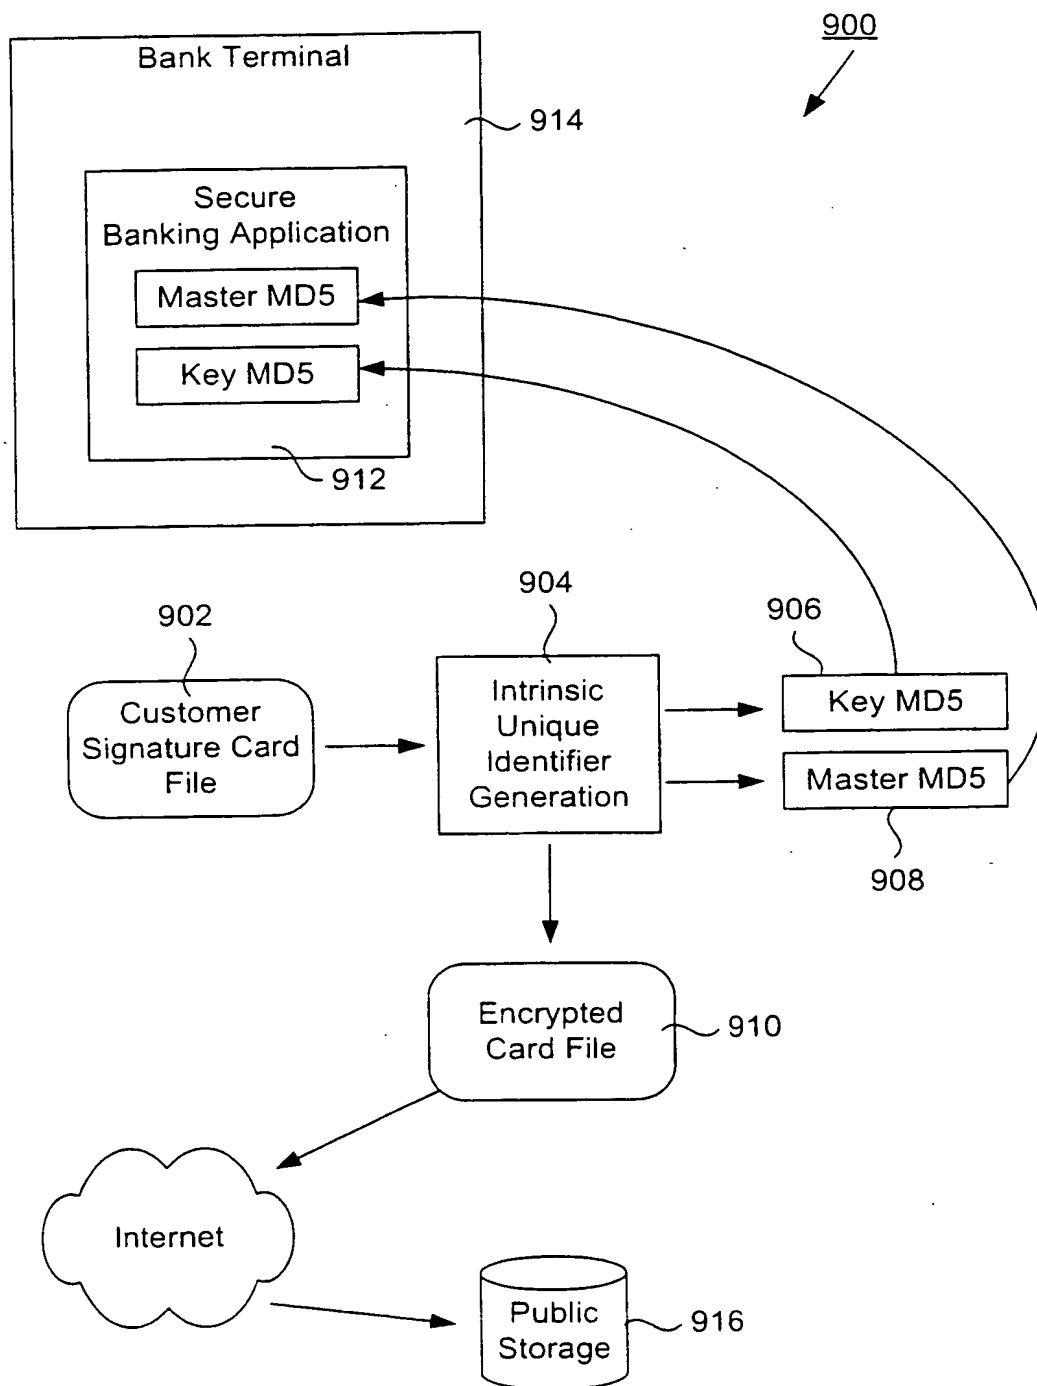 900
Bank Terminal
914
Secure
Banking Application
Master MD5
Key MD5
912
902
904
906
Customer
Signature Card
File
Intrinsic
Unique
Identifier
Generation
Key MD5
Master MD5
908
Encrypted
Card File
910
Internet
Public
Storage
916